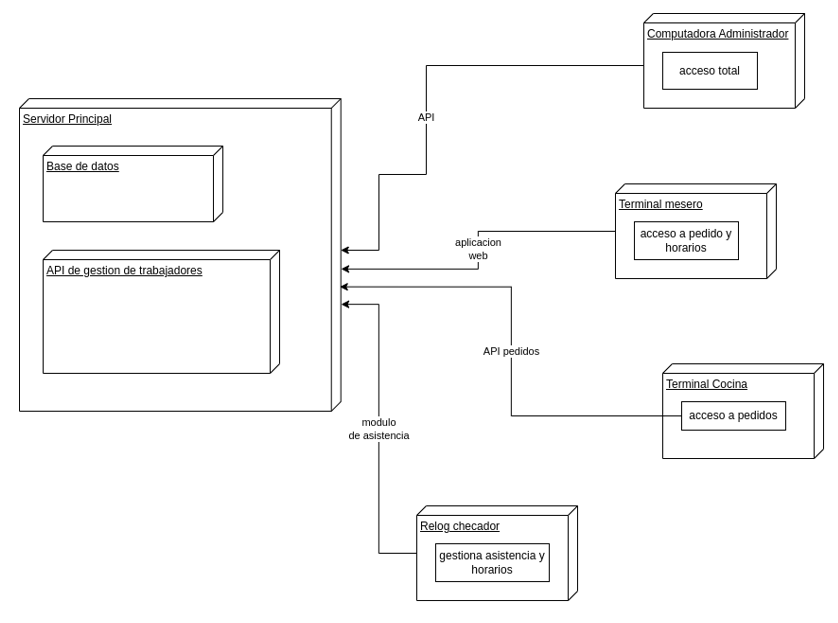 Computadora Administrador
acceso total
Servidor Principal
API
Base de datos
Terminal mesero
acceso a pedido y
horarios
aplicacion
web
API de gestion de trabajadores
API pedidos
Terminal Cocina
acceso a pedidos
modulo
de asistencia
Relog checador
gestiona asistencia y
horarios